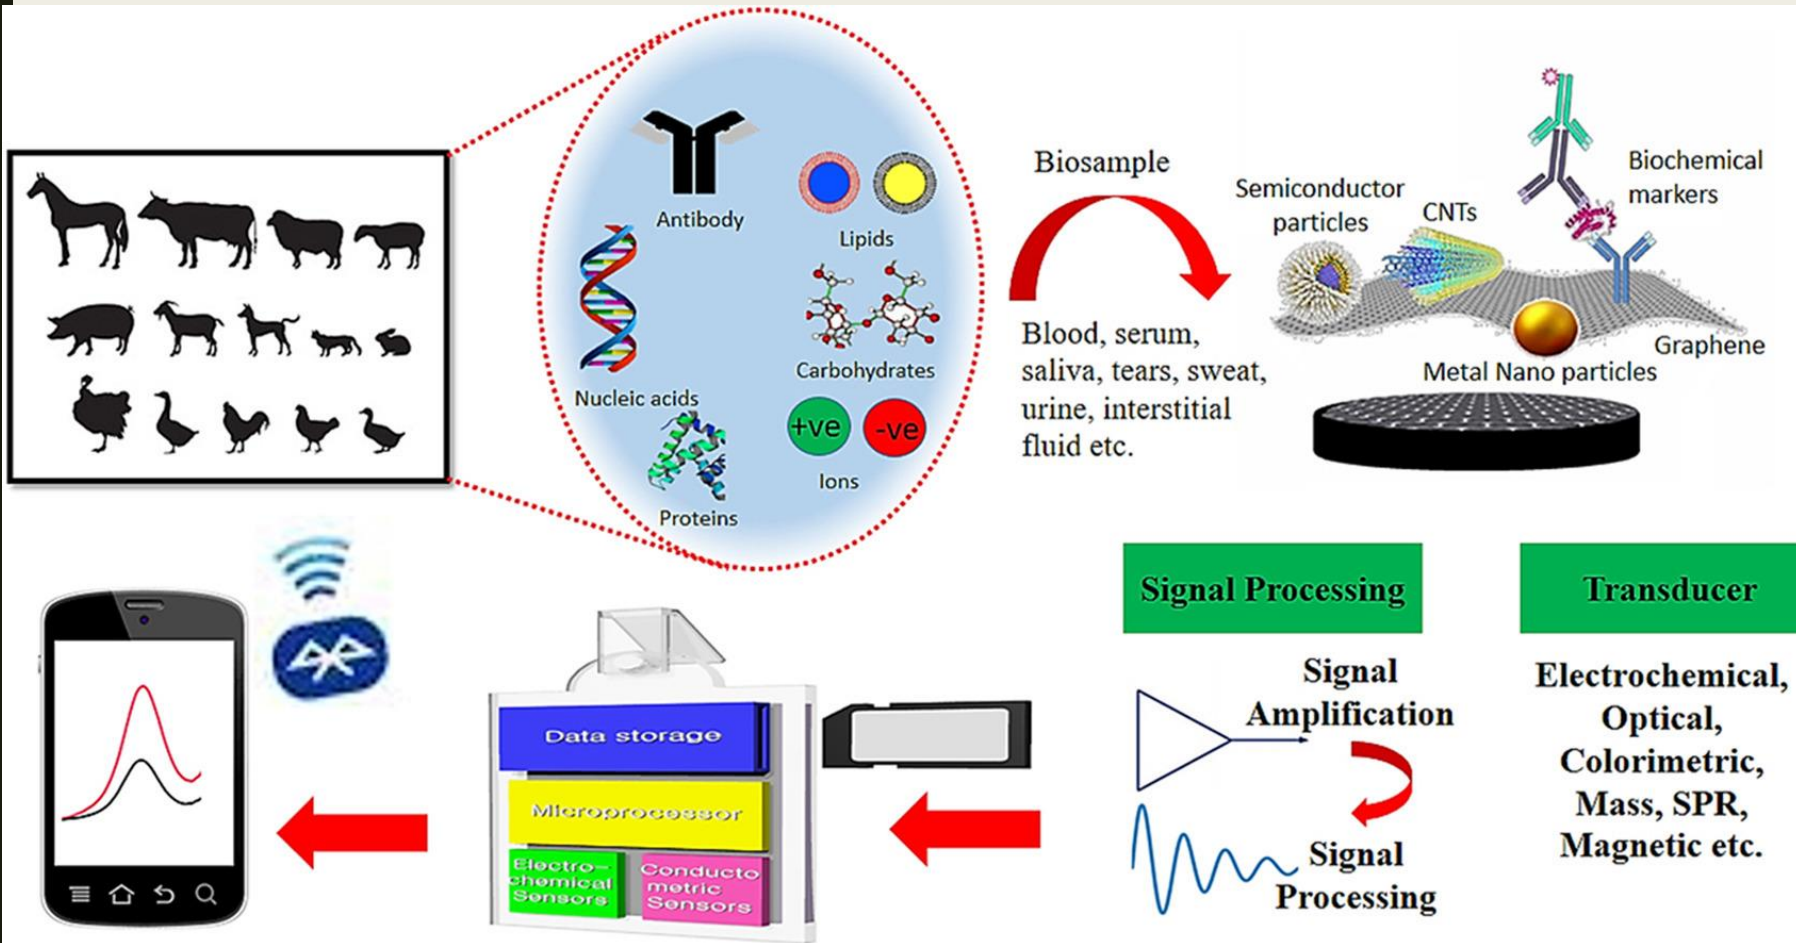 Antibody
Lipids
Nucleic acids
Carbohydrates
+ve
-ve
Ions
Proteins
Biosample
Blood, serum,
saliva, tears, sweat,
urine, interstitial
fluid etc.
Semiconductor
particles
CNTs
Biochemical
markers
Graphene
Metal Nano particles
Data storage
Microprocessor
Electro-
chemical
Sensors
Conducto
metric
Sensors
Signal Processing
Signal
Amplification
Signal
Processing
Transducer
Electrochemical,
Optical,
Colorimetric,
Mass, SPR,
Magnetic etc.